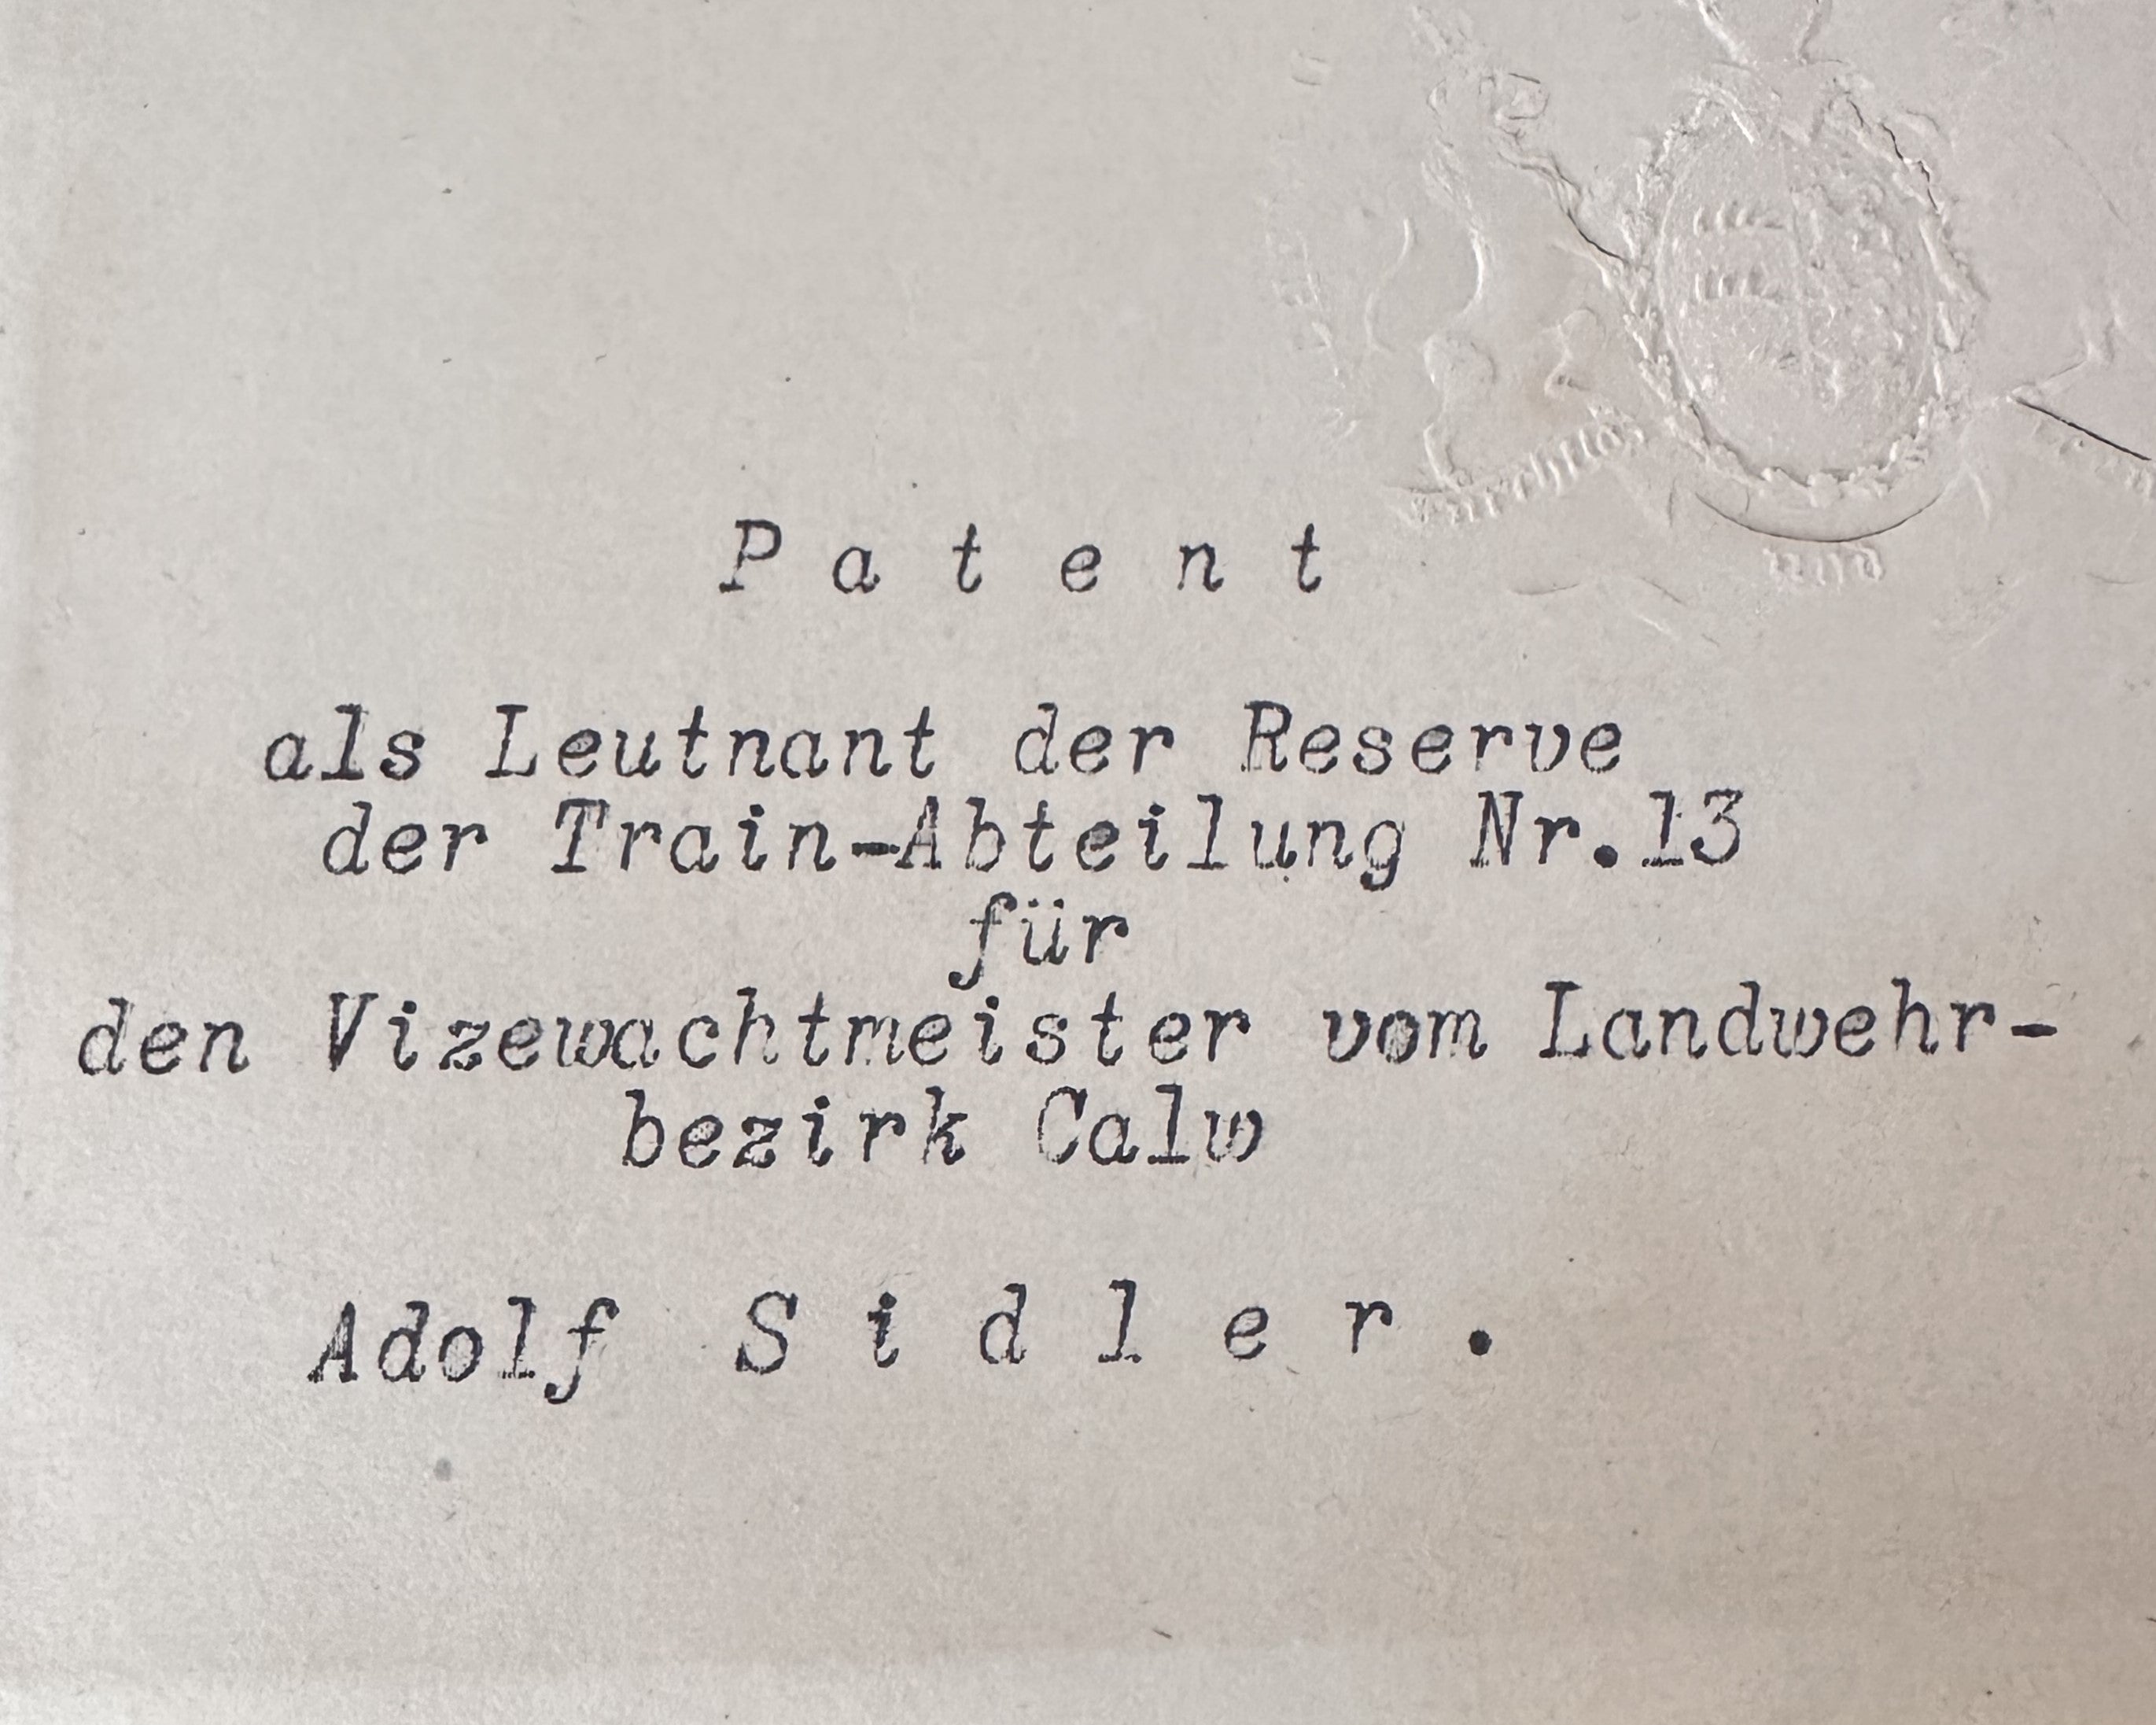 P a t e n t
als Leutnant der Reserve
der Train-Abteilung Nr.13
für
den Vizewachtmeister vom Landwehr-
bezirk Calw
Adolf S i d l e r .